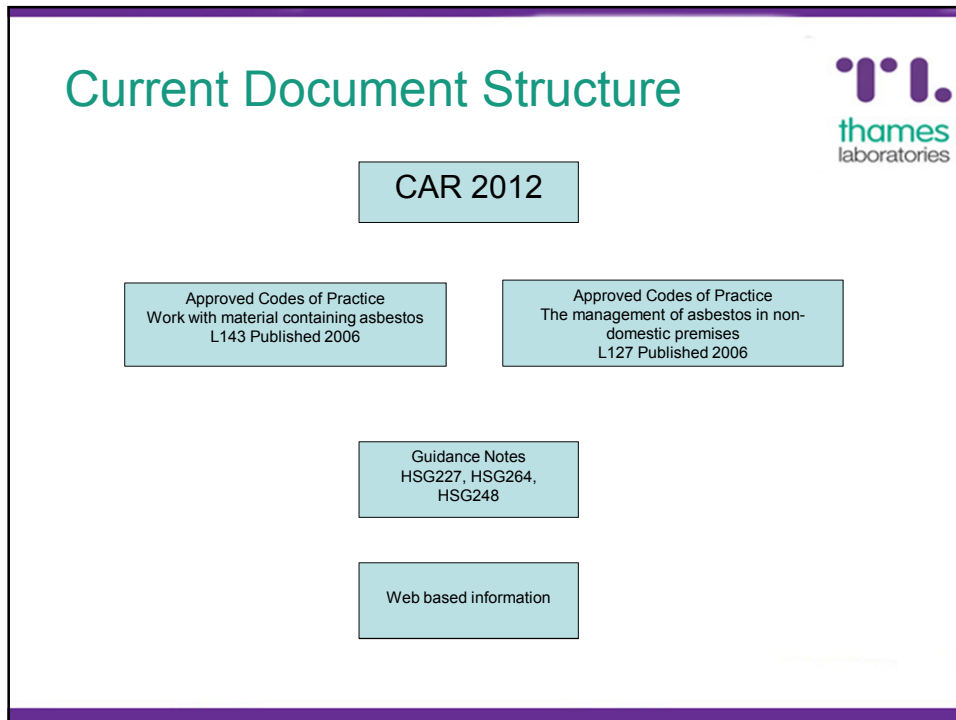 Current Document Structure
thames
laboratories
CAR 2012
Approved Codes of Practice
Work with material containing asbestos
L143 Published 2006
Approved Codes of Practice
The management of asbestos in non-
domestic premises
L127 Published 2006
Guidance Notes
HSG227, HSG264,
HSG248
Web based information